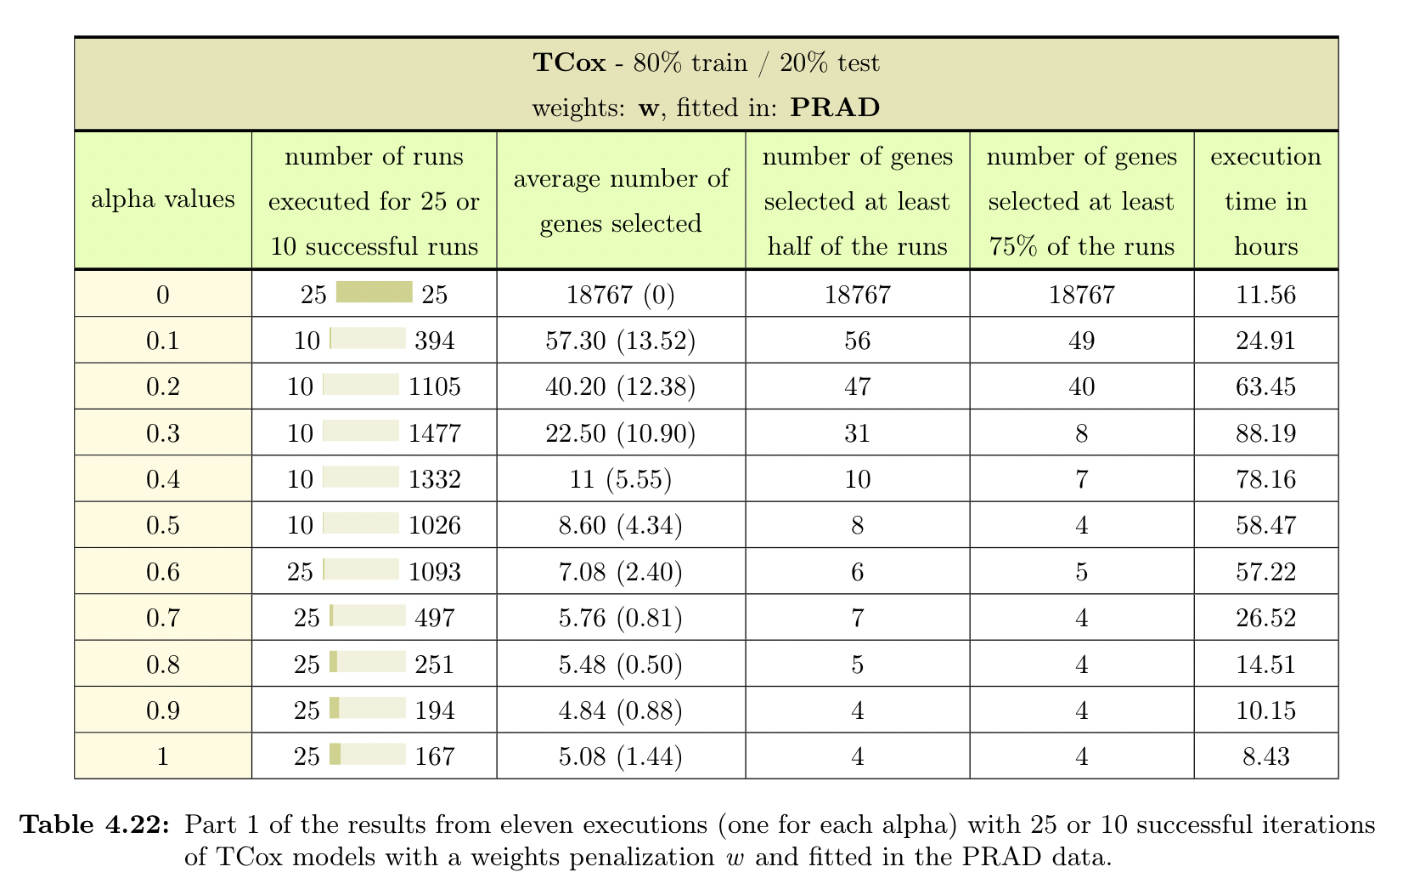 TCox - 80% train / 20% test
weights: w, fitted in: PRAD
alpha values
number of runs
executed for 25 or
10 successful runs
average number of
genes selected
number of genes
selected at least
half of the runs
number of genes
selected at least
75% of the runs
execution
time in
hours
0 25 25 18767 (0) 18767 18767 11.56
0.1 10 394 57.30 (13.52) 56 49 24.91
0.2 10 1105 40.20 (12.38) 47 40 63.45
0.3 10 1477 22.50 (10.90) 31 8 88.19
0.4 10 1332 11 (5.55) 10 7 78.16
0.5 10 1026 8.60 (4.34) 8 4 58.47
0.6 25 1093 7.08 (2.40) 6 5 57.22
0.7 25 497 5.76 (0.81) 7 4 26.52
0.8 25 251 5.48 (0.50) 5 4 14.51
0.9 25 194 4.84 (0.88) 4 4 10.15
1 25 167 5.08 (1.44) 4 4 8.43
Table 4.22: Part 1 of the results from eleven executions (one for each alpha) with 25 or 10 successful iterations
of TCox models with a weights penalization w and fitted in the PRAD data.